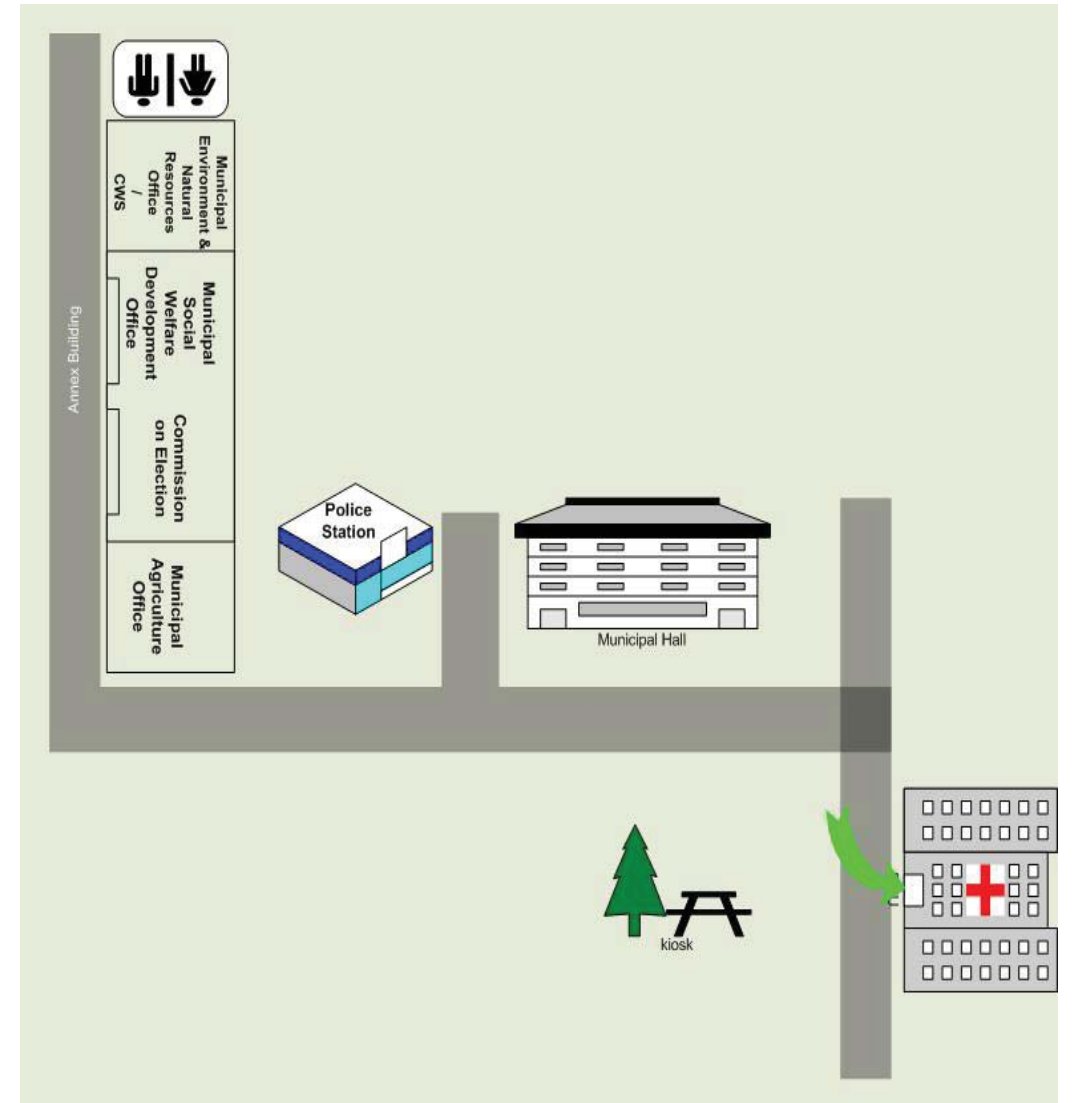 Municipal
Environment &
Natural
Resources
Office
/
CWS
Municipal
Social
Welfare
Development
Office
Annex Building
Commission
on Election
Municipal
Agriculture
Office
Police
Station
Municipal Hall
kiosk